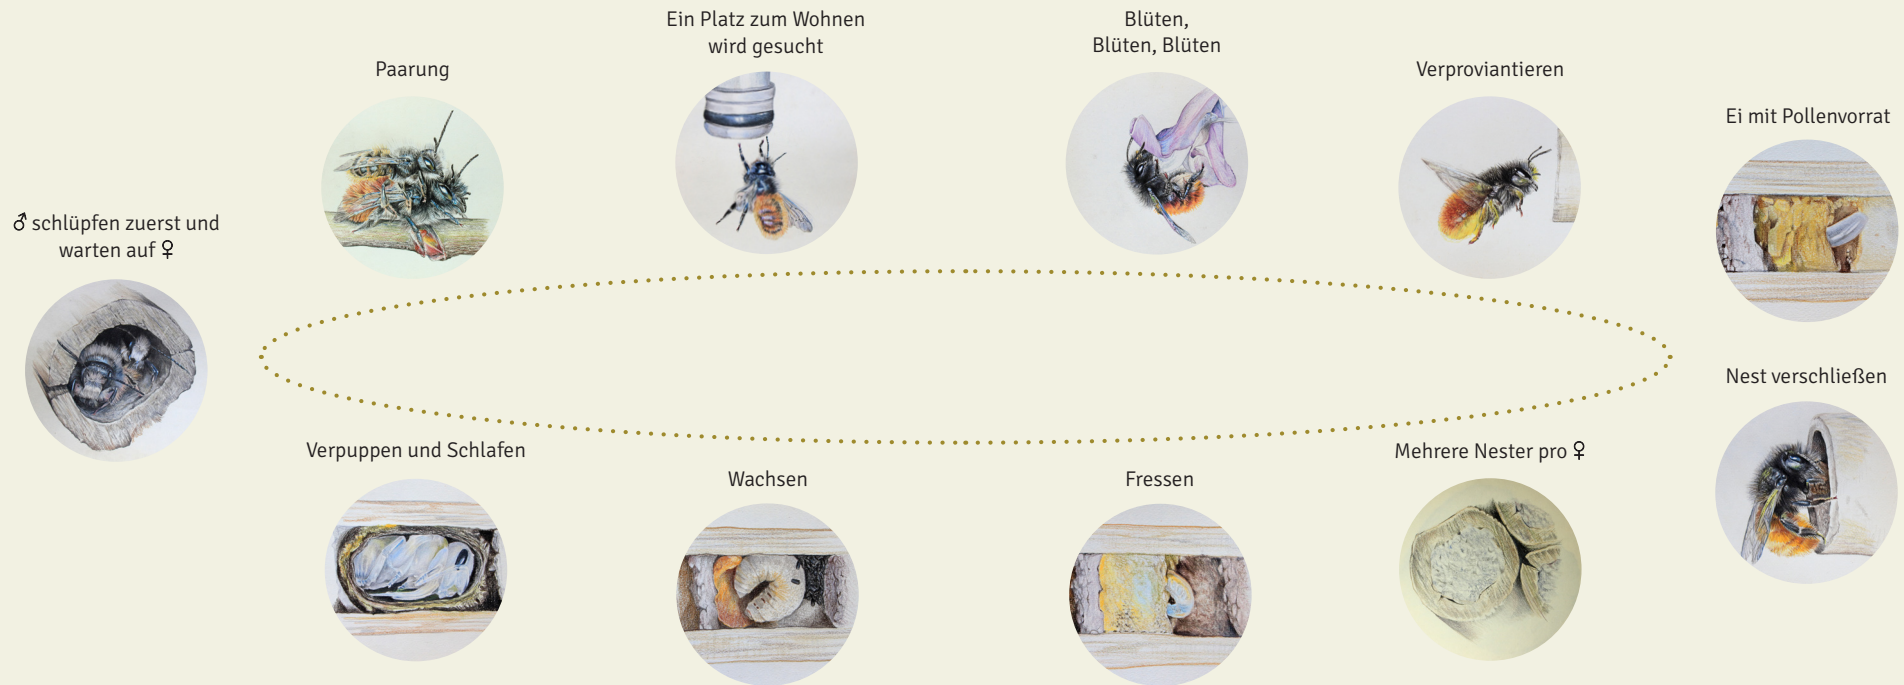 ♂ schlüpfen zuerst und
warten auf ♀
Paarung
Ein Platz zum Wohnen
wird gesucht
Blüten,
Blüten, Blüten
Verproviantieren
Ei mit Pollenvorrat
Nest verschließen
Mehrere Nester pro ♀
Fressen
Wachsen
Verpuppen und Schlafen